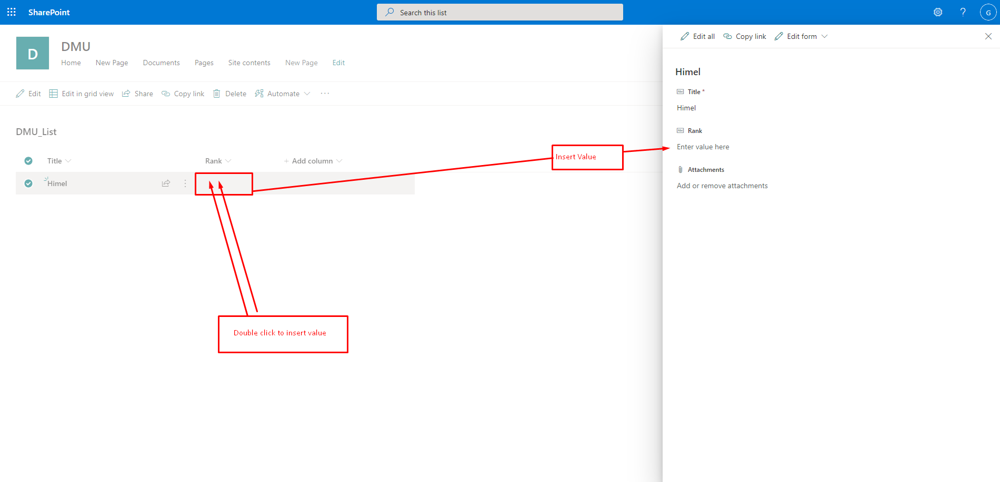 SharePoint
Search this list
G
D
DMU
Home New Page Documents Pages Site contents New Page Edit
Edit Edit in grid view Share Copy link Delete Automate ···
DMU_List
Title Rank + Add column
Himel
Insert Value
Double click to insert value
Edit all Copy link Edit form
Himel
Abc Title *
Himel
Abc Rank
Enter value here
Attachments
Add or remove attachments